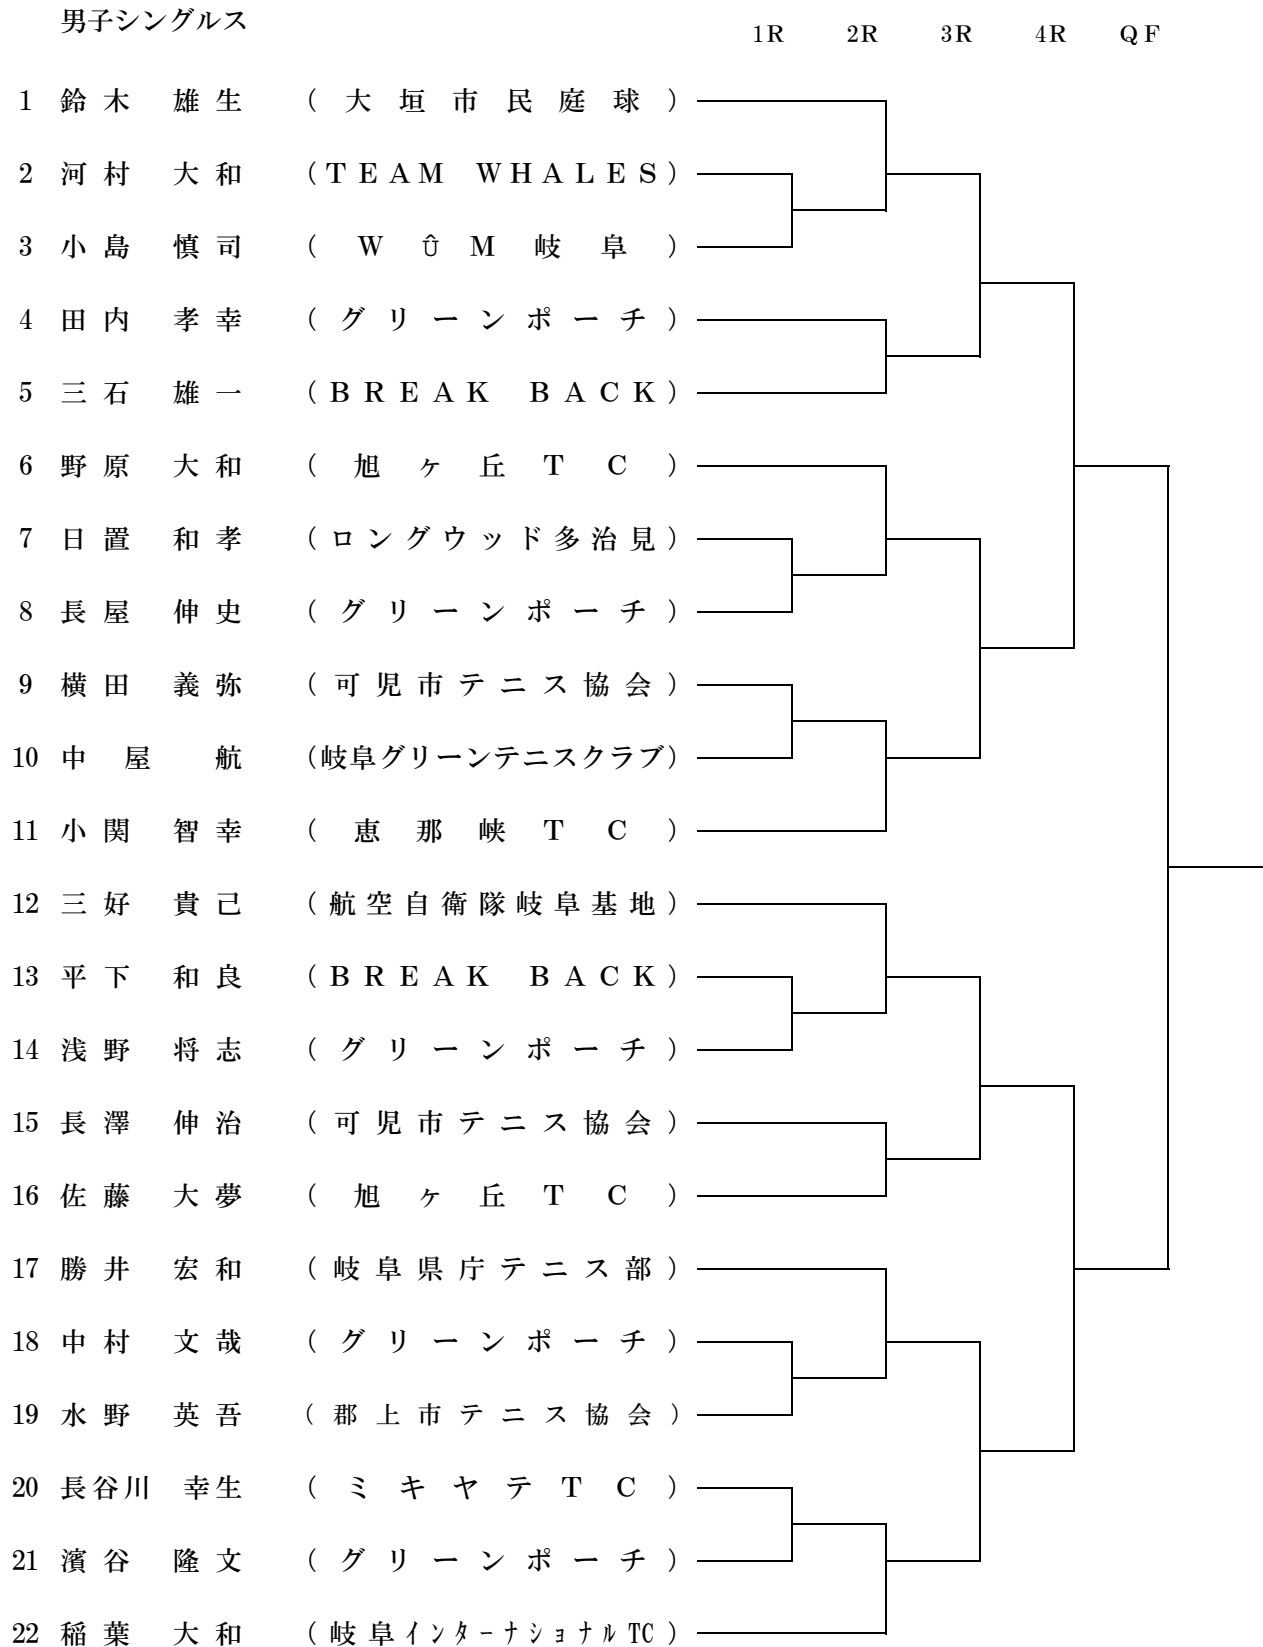 男子シングルス 1R 2R 3R 4R QF
1 鈴木 雄生 (大垣市民庭球)
2 河村 大和 (TEAM WHALES)
3 小島 慎司 (WÛM岐阜)
4 田内 孝幸 (グリーンポーチ)
5 三石 雄一 (BREAK BACK)
6 野原 大和 (旭ヶ丘TC)
7 日置 和孝 (ロングウッド多治見)
8 長屋 伸史 (グリーンポーチ)
9 横田 義弥 (可児市テニス協会)
10 中屋 航 (岐阜グリーンテニスクラブ)
11 小関 智幸 (恵那峡TC)
12 三好 貴己 (航空自衛隊岐阜基地)
13 平下 和良 (BREAK BACK)
14 浅野 将志 (グリーンポーチ)
15 長澤 伸治 (可児市テニス協会)
16 佐藤 大夢 (旭ヶ丘TC)
17 勝井 宏和 (岐阜県庁テニス部)
18 中村 文哉 (グリーンポーチ)
19 水野 英吾 (郡上市テニス協会)
20 長谷川 幸生 (ミキヤテTC)
21 濱谷 隆文 (グリーンポーチ)
22 稲葉 大和 (岐阜インターナショナルTC)